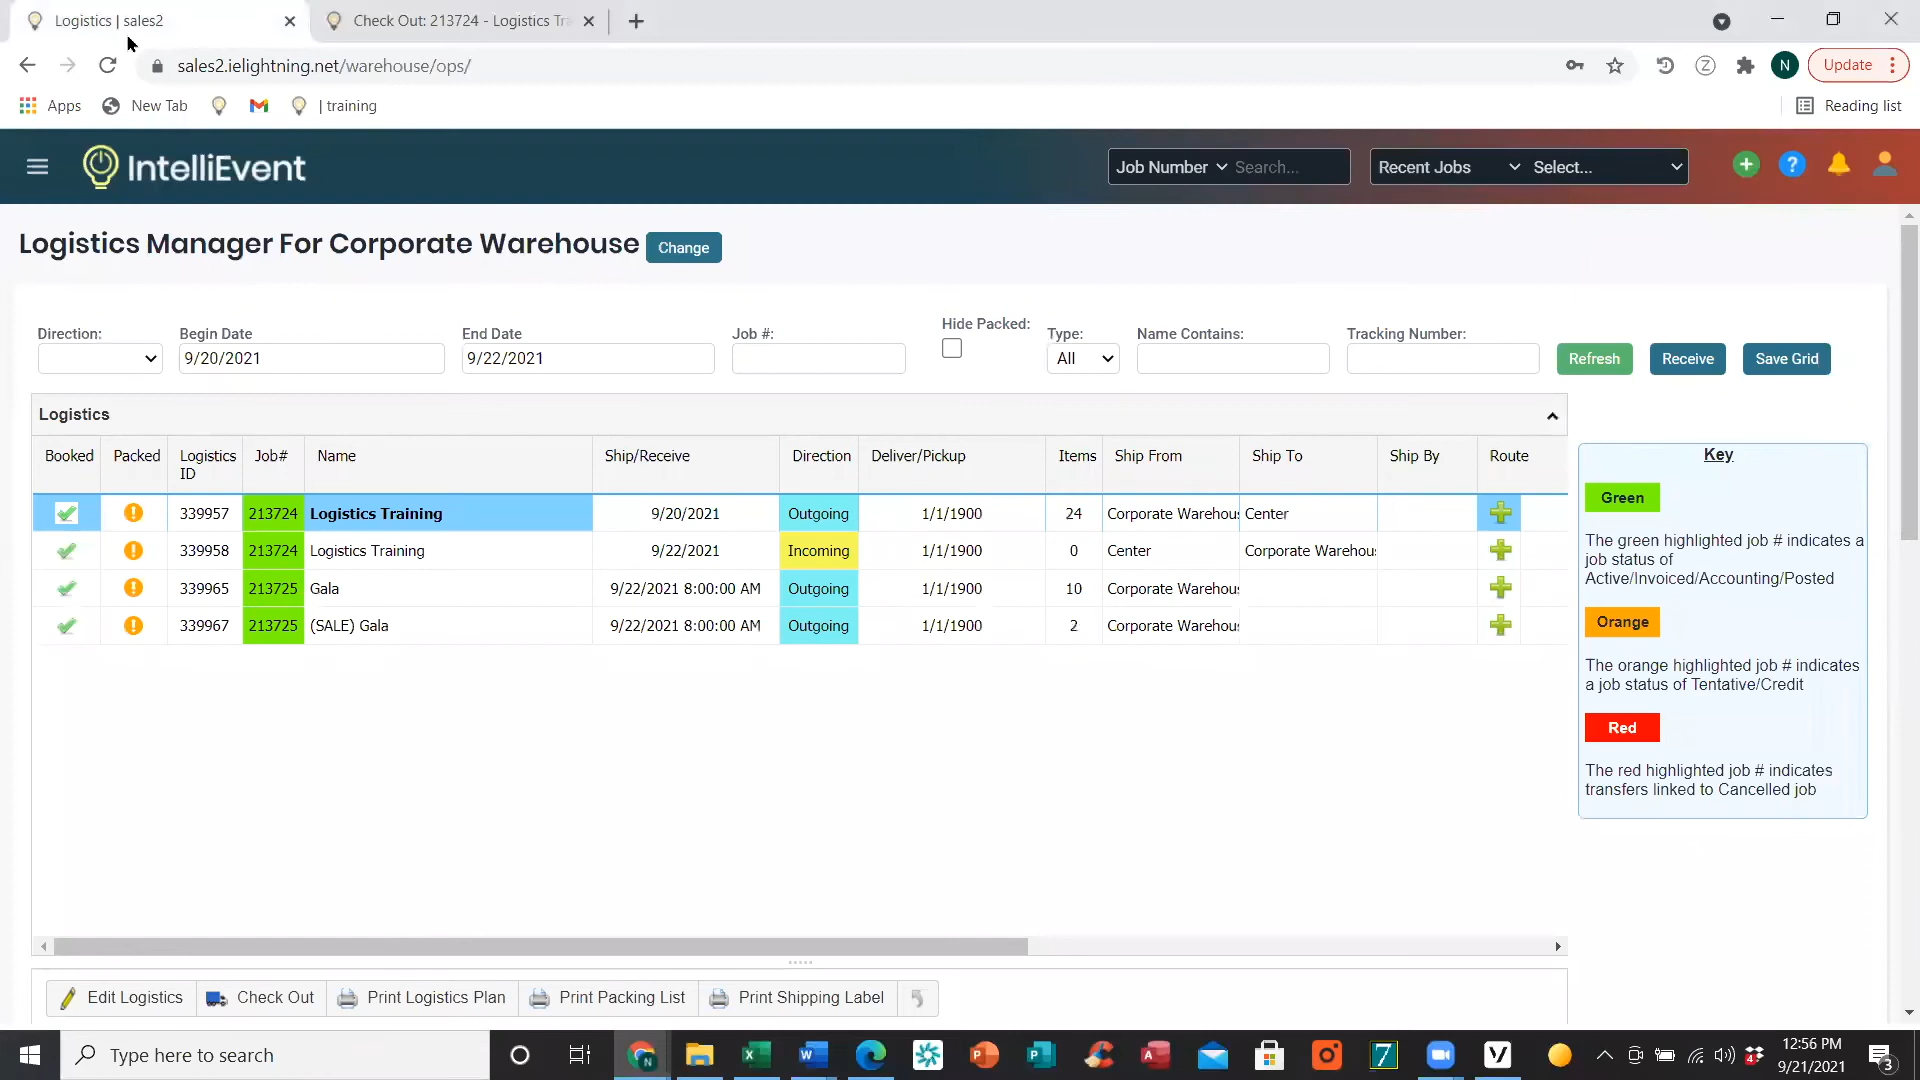 Logistics | sales2
Check Out: 213724 - Logistics Tra
sales2.ielightning.net/warehouse/ops/
N
Update
Apps
New Tab
| training
Reading list
IntelliEvent
Job Number
Search...
Recent Jobs
Select...
Logistics Manager For Corporate Warehouse
Change
Direction:
Begin Date
9/20/2021
End Date
9/22/2021
Job #:
Hide Packed:
Type:
All
Name Contains:
Tracking Number:
Refresh
Receive
Save Grid
Logistics
Booked Packed Logistics ID Job# Name Ship/Receive Direction Deliver/Pickup Items Ship From Ship To Ship By Route
339957 213724 Logistics Training 9/20/2021 Outgoing 1/1/1900 24 Corporate Warehou Center
339958 213724 Logistics Training 9/22/2021 Incoming 1/1/1900 0 Center Corporate Warehou
339965 213725 Gala 9/22/2021 8:00:00 AM Outgoing 1/1/1900 10 Corporate Warehou
339967 213725 (SALE) Gala 9/22/2021 8:00:00 AM Outgoing 1/1/1900 2 Corporate Warehou
Key
Green
The green highlighted job # indicates a
job status of
Active/Invoiced/Accounting/Posted
Orange
The orange highlighted job # indicates
a job status of Tentative/Credit
Red
The red highlighted job # indicates
transfers linked to Cancelled job
Edit Logistics
Check Out
Print Logistics Plan
Print Packing List
Print Shipping Label
Type here to search
12:56 PM
9/21/2021
3